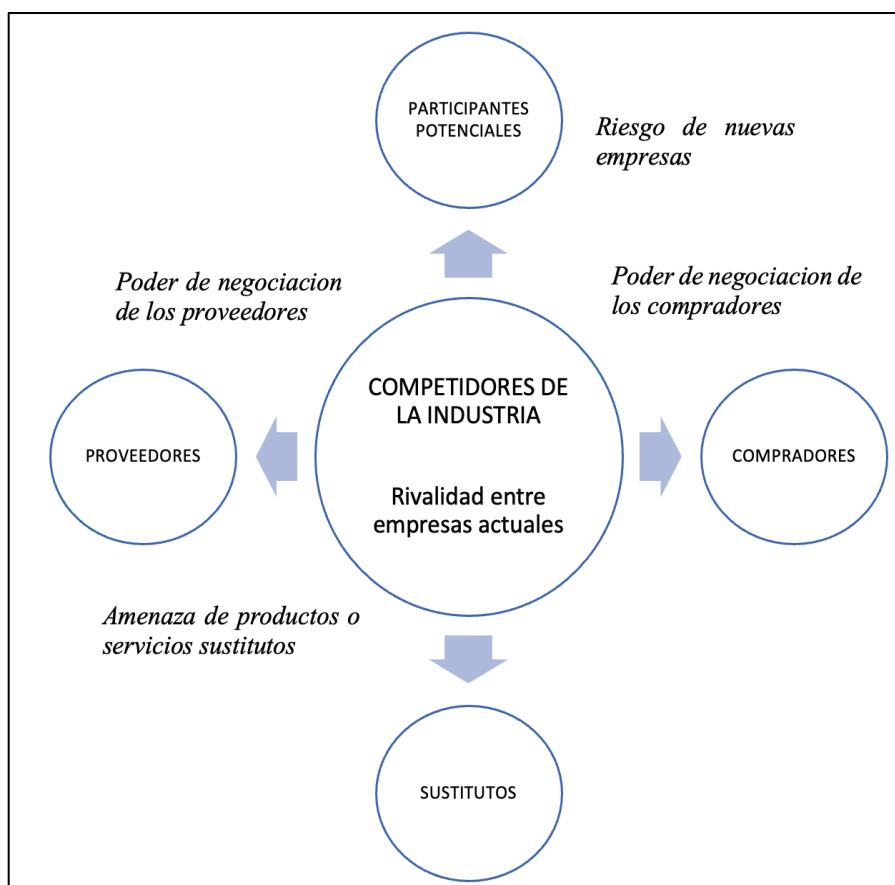 PARTICIPANTES
POTENCIALES
Riesgo de nuevas
empresas
Poder de negociacion
de los proveedores
Poder de negociacion de
los compradores
COMPETIDORES DE
LA INDUSTRIA
Rivalidad entre
empresas actuales
PROVEEDORES
COMPRADORES
Amenaza de productos o
servicios sustitutos
SUSTITUTOS